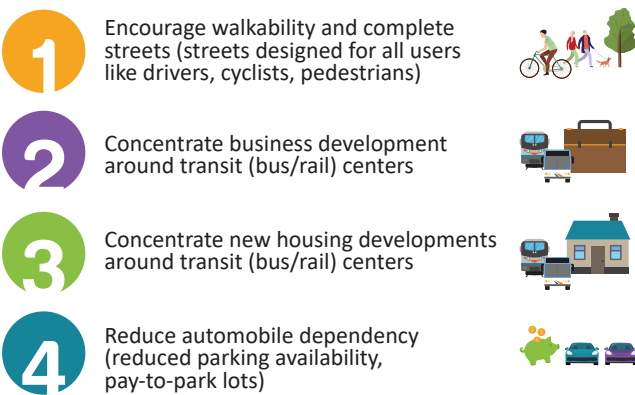 1
Encourage walkability and complete
streets (streets designed for all users
like drivers, cyclists, pedestrians)
2
Concentrate business development
around transit (bus/rail) centers
3
Concentrate new housing developments
around transit (bus/rail) centers
4
Reduce automobile dependency
(reduced parking availability,
pay-to-park lots)